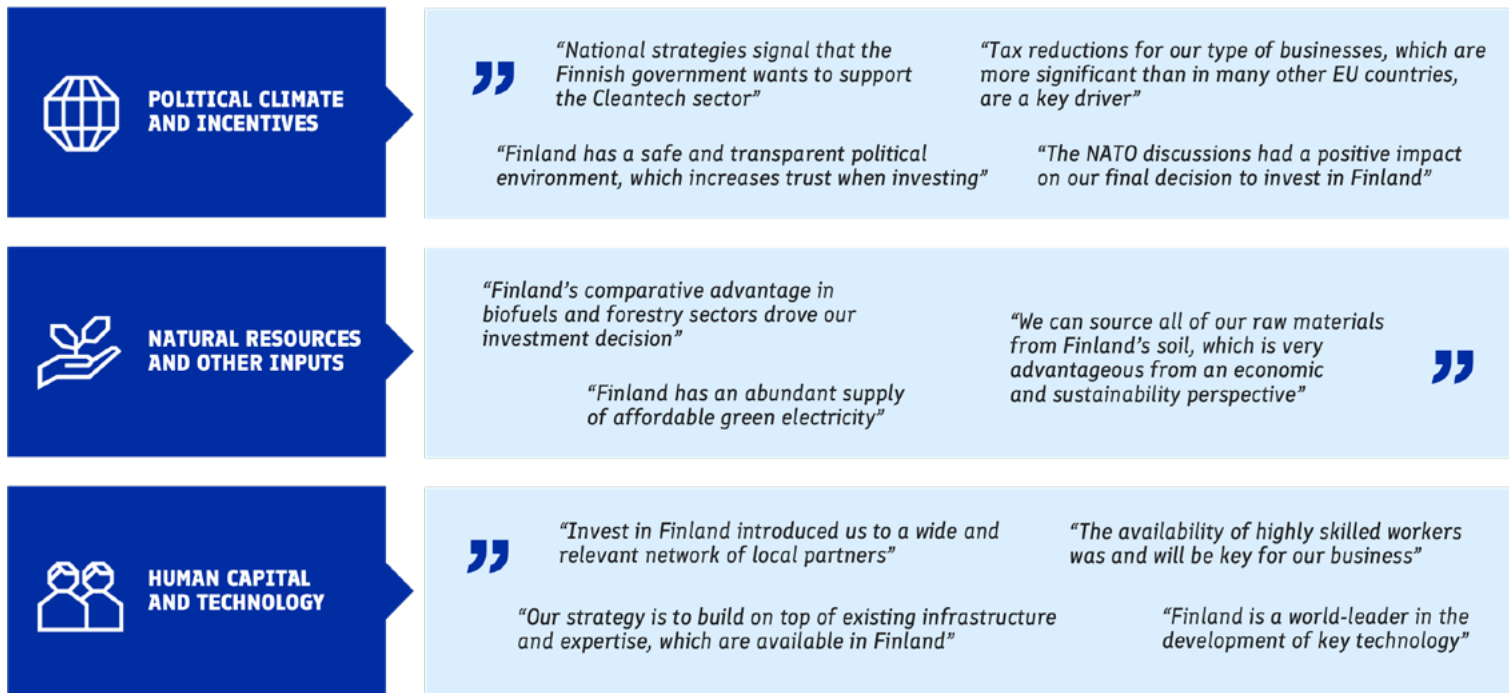 POLITICAL CLIMATE
AND INCENTIVES
“National strategies signal that the
Finnish government wants to support
the Cleantech sector”
“Tax reductions for our type of businesses, which are
more significant than in many other EU countries,
are a key driver”
“Finland has a safe and transparent political
environment, which increases trust when investing”
“The NATO discussions had a positive impact
on our final decision to invest in Finland”
NATURAL RESOURCES
AND OTHER INPUTS
“Finland’s comparative advantage in
biofuels and forestry sectors drove our
investment decision”
“Finland has an abundant supply
of affordable green electricity”
“We can source all of our raw materials
from Finland’s soil, which is very
advantageous from an economic
and sustainability perspective”
HUMAN CAPITAL
AND TECHNOLOGY
“Invest in Finland introduced us to a wide and
relevant network of local partners”
“The availability of highly skilled workers
was and will be key for our business”
“Our strategy is to build on top of existing infrastructure
and expertise, which are available in Finland”
“Finland is a world-leader in the
development of key technology”